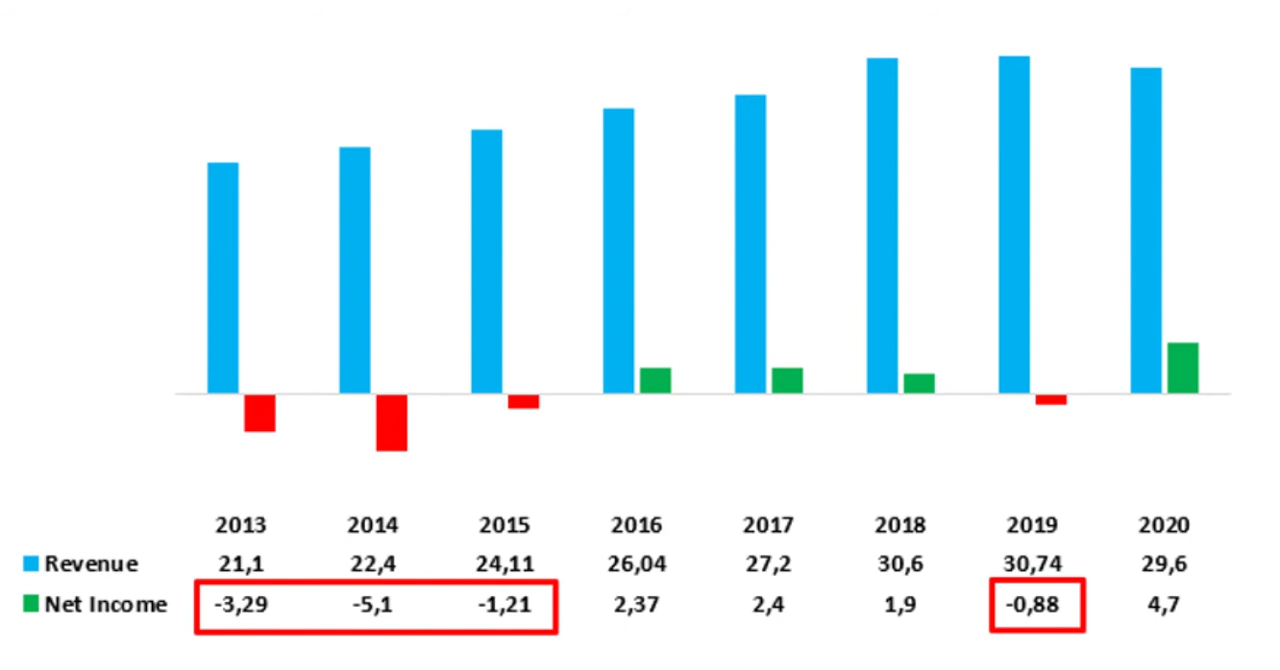 2013 2014 2015 2016 2017 2018 2019 2020
Revenue 21,1 22,4 24,11 26,04 27,2 30,6 30,74 29,6
Net Income -3,29 -5,1 -1,21 2,37 2,4 1,9 -0,88 4,7